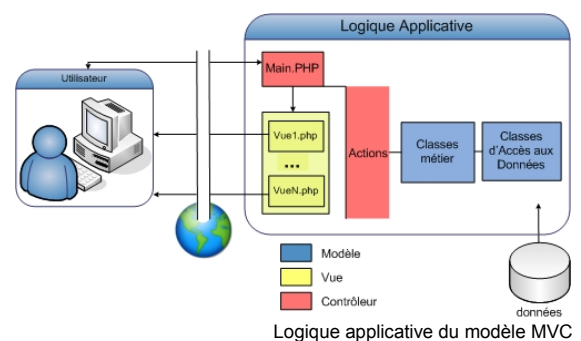 Logique Applicative
Utilisateur
Main.PHP
Vue1.php
...
VueN.php
Actions
Classes
métier
Classes
d'Accès aux
Données
Modèle
Vue
Contrôleur
données
Logique applicative du modèle MVC